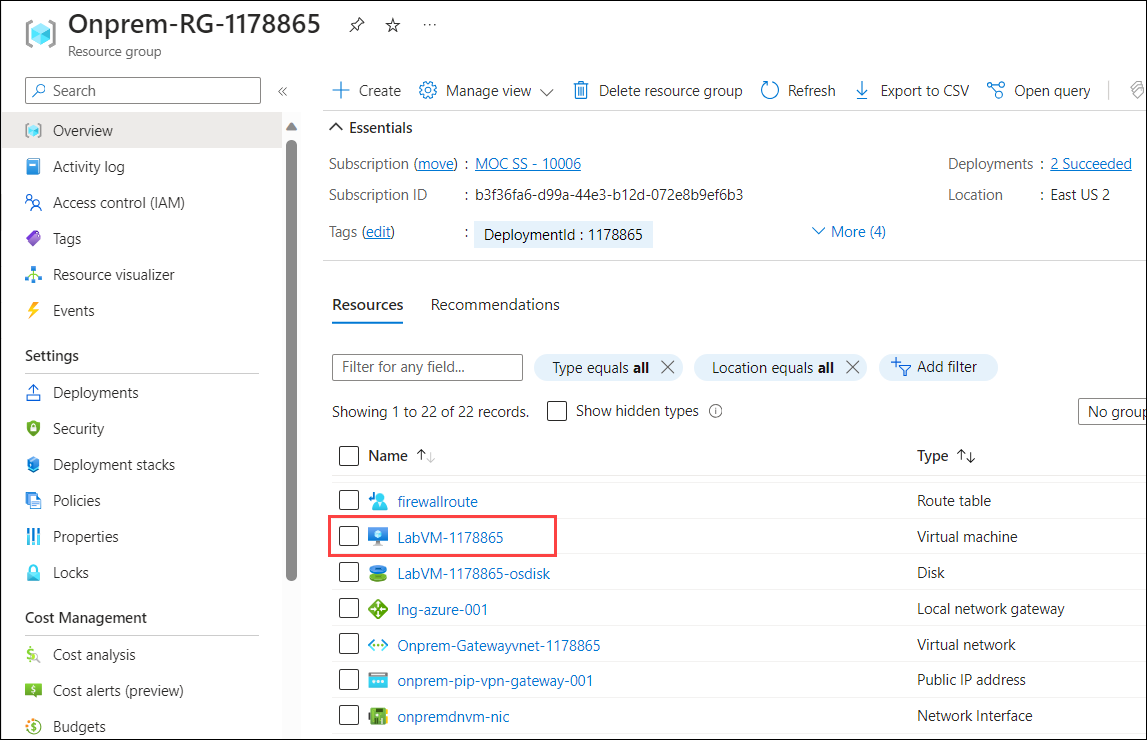 Onprem-RG-1178865
Resource group
Search
Create
Manage view
Delete resource group
Refresh
Export to CSV
Open query
Overview
Activity log
Access control (IAM)
Tags
Resource visualizer
Events
Settings
Deployments
Security
Deployment stacks
Policies
Properties
Locks
Cost Management
Cost analysis
Cost alerts (preview)
Budgets
Essentials
Subscription (move) : MOC SS - 10006
Deployments : 2 Succeeded
Subscription ID : b3f36fa6-d99a-44e3-b12d-072e8b9ef6b3
Location : East US 2
Tags (edit) : DeploymentId : 1178865
More (4)
Resources
Recommendations
Filter for any field...
Type equals all
Location equals all
Add filter
Showing 1 to 22 of 22 records.
Show hidden types
No group
Name
Type
firewallroute
Route table
LabVM-1178865
Virtual machine
LabVM-1178865-osdisk
Disk
lng-azure-001
Local network gateway
Onprem-Gatewayvnet-1178865
Virtual network
onprem-pip-vpn-gateway-001
Public IP address
onpremdnvm-nic
Network Interface